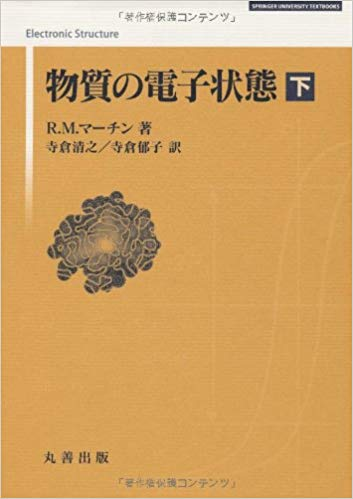 "著作権保護コンテンツ"
SPRINGER UNIVERSITY TEXTBOOKS
Electronic Structure
物質の電子状態 下
R.M.マーチン 著
寺倉清之/寺倉郁子 訳
丸善出版
"著作権保護コンテンツ"